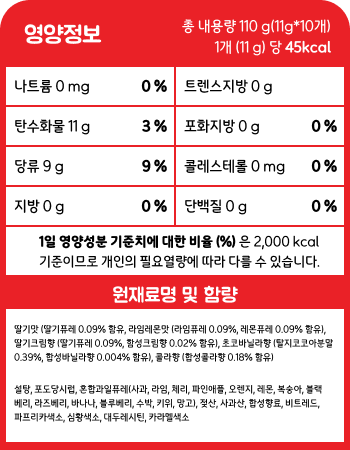 영양정보
총 내용량 110 g(11g*10개)
1개 (11 g) 당 45kcal
나트륨 0 mg 0 % 트렌스지방 0 g
탄수화물 11 g 3 % 포화지방 0 g 0 %
당류 9 g 9 % 콜레스테롤 0 mg 0 %
지방 0 g 0 % 단백질 0 g 0 %
1일 영양성분 기준치에 대한 비율 (%) 은 2,000 kcal
기준이므로 개인의 필요열량에 따라 다를 수 있습니다.
원재료명 및 함량
딸기맛 (딸기퓨레 0.09% 함유, 라임레몬맛 (라임퓨레 0.09%, 레몬퓨레 0.09% 함유),
딸기크림향 (딸기퓨레 0.09%, 합성크림향 0.02% 함유), 초코바닐라향 (탈지코코아분말
0.39%, 합성바닐라향 0.004% 함유), 콜라향 (합성콜라향 0.18% 함유)
설탕, 포도당시럽, 혼합과일퓨레(사과, 라임, 체리, 파인애플, 오렌지, 레몬, 복숭아, 블랙
베리, 라즈베리, 바나나, 블루베리, 수박, 키위, 망고), 젖산, 사과산, 합성향료, 비트레드,
파프리카색소, 심황색소, 대두레시틴, 카라멜색소